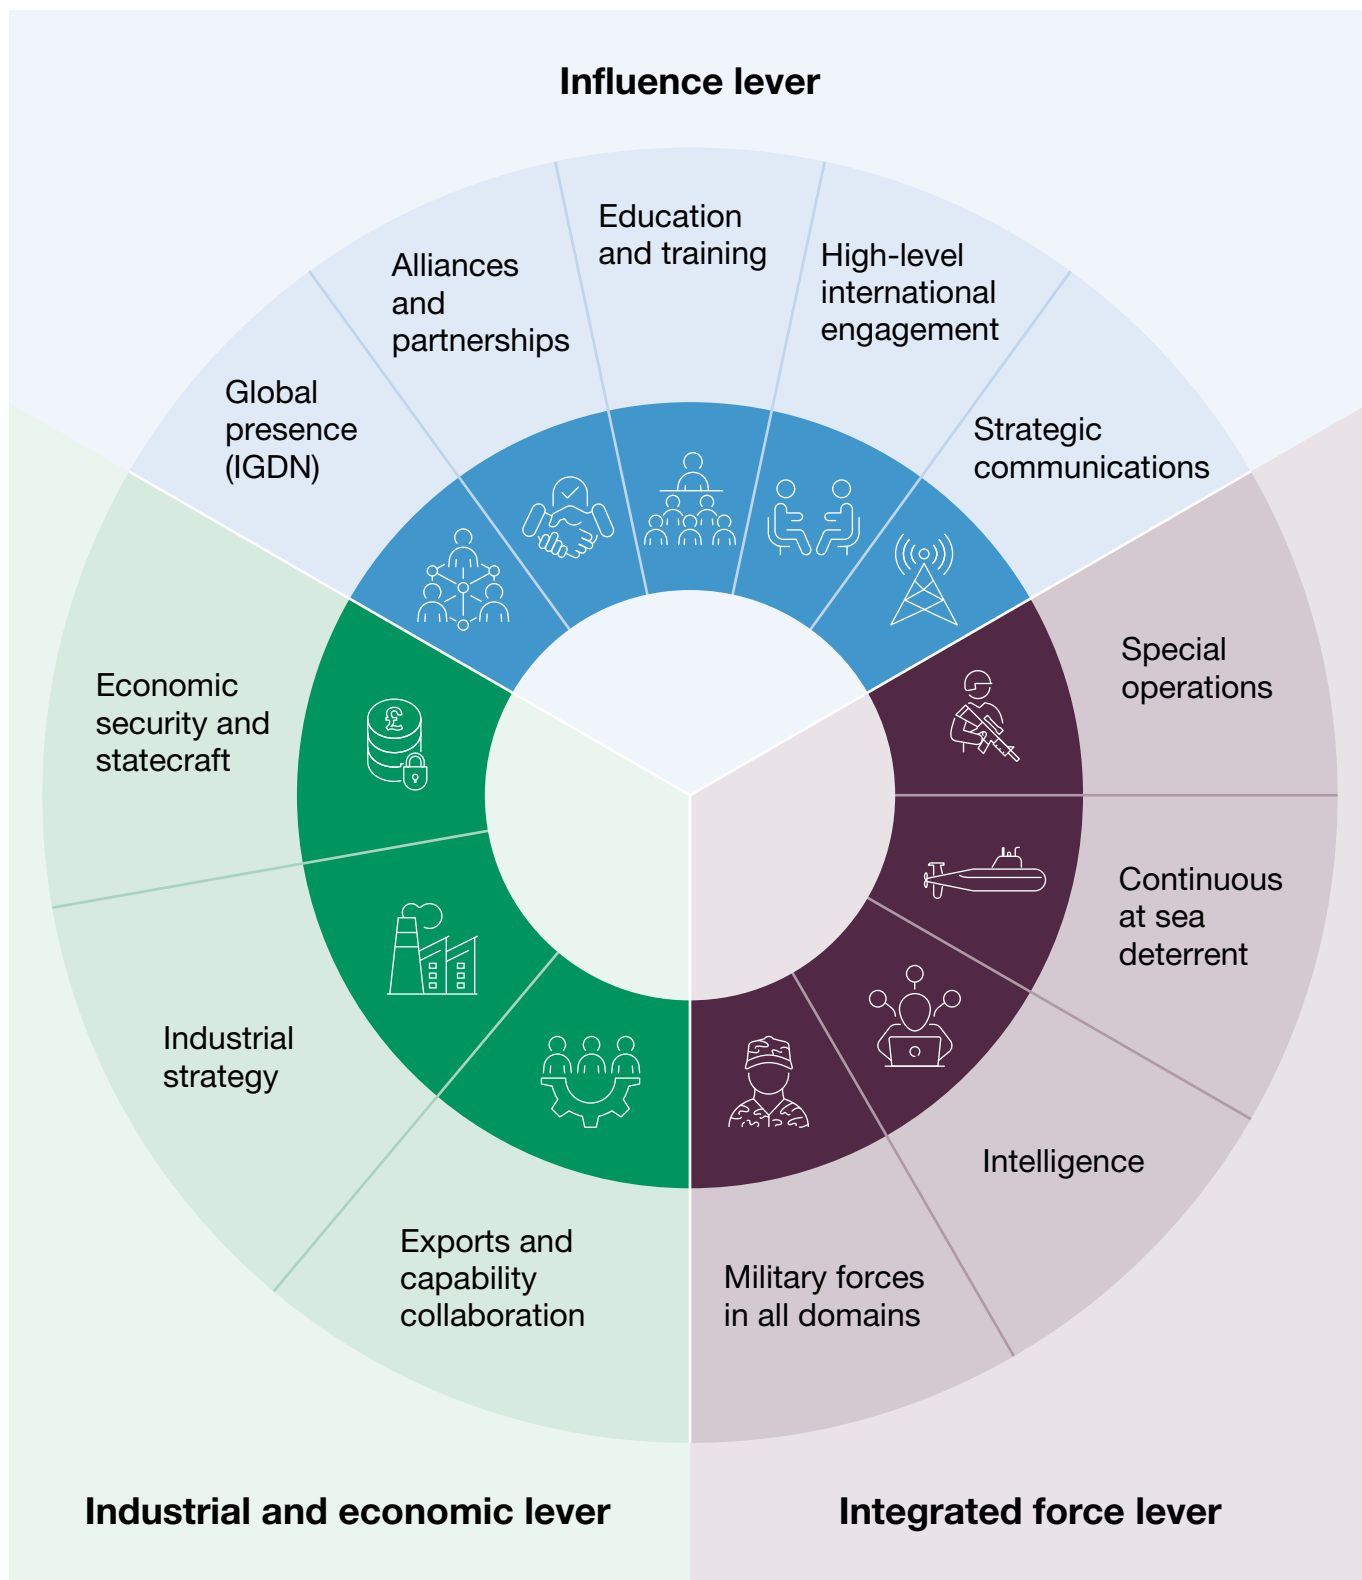 Influence lever
Education
and training
High-level
international
engagement
Alliances
and
partnerships
Global
presence
(IGDN)
Strategic
communications
Special
operations
Economic
security and
statecraft
£
Continuous
at sea
deterrent
Industrial
strategy
Intelligence
Exports and
capability
collaboration
Military forces
in all domains
Industrial and economic lever
Integrated force lever